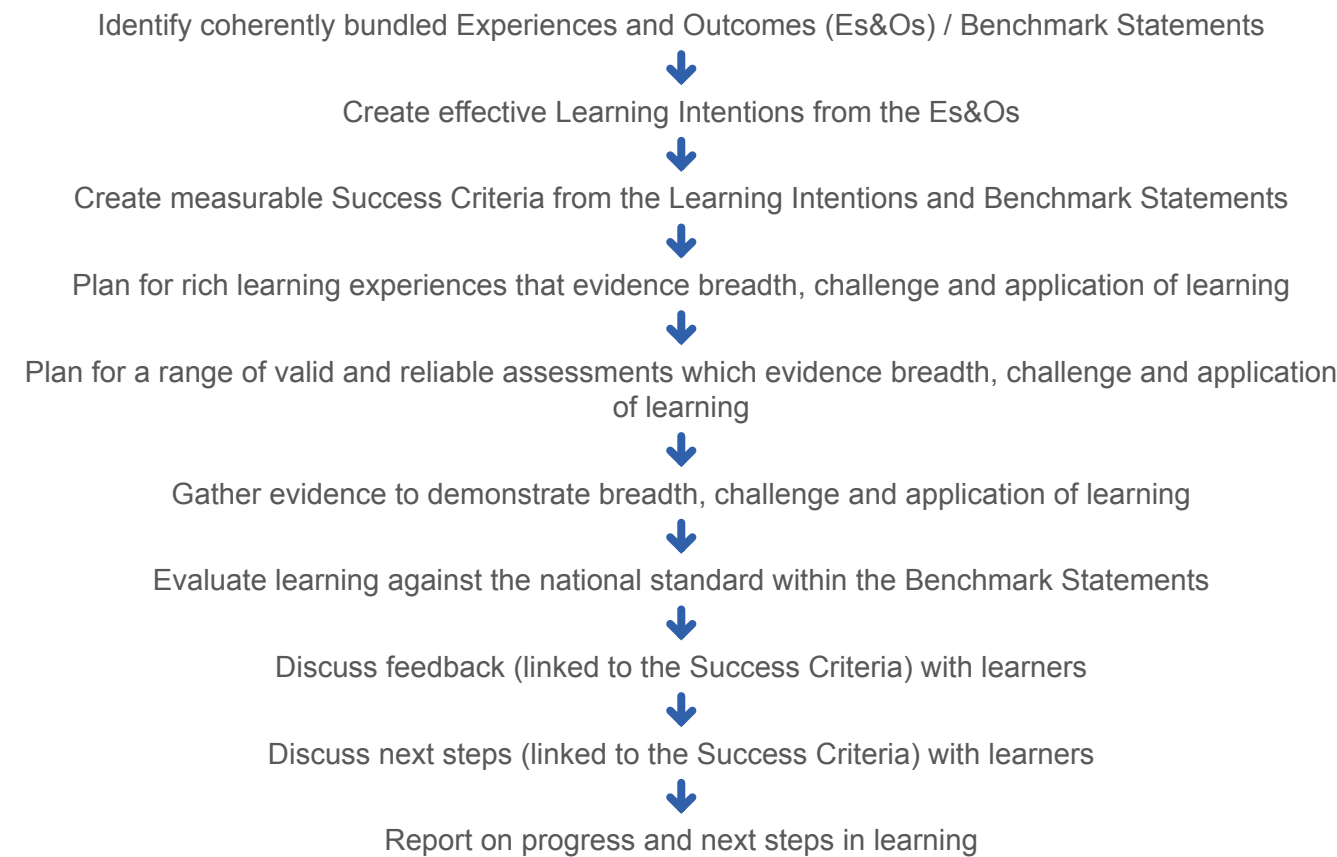 Identify coherently bundled Experiences and Outcomes (Es&Os) / Benchmark Statements
Create effective Learning Intentions from the Es&Os
Create measurable Success Criteria from the Learning Intentions and Benchmark Statements
Plan for rich learning experiences that evidence breadth, challenge and application of learning
Plan for a range of valid and reliable assessments which evidence breadth, challenge and application
of learning
Gather evidence to demonstrate breadth, challenge and application of learning
Evaluate learning against the national standard within the Benchmark Statements
Discuss feedback (linked to the Success Criteria) with learners
Discuss next steps (linked to the Success Criteria) with learners
Report on progress and next steps in learning